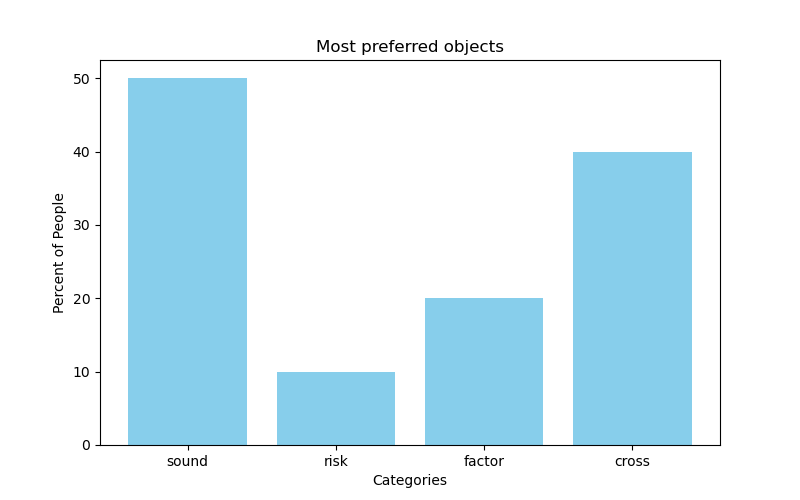 Most preferred objects
50
40
30
20
10
0
Percent of People
sound risk factor cross
Categories